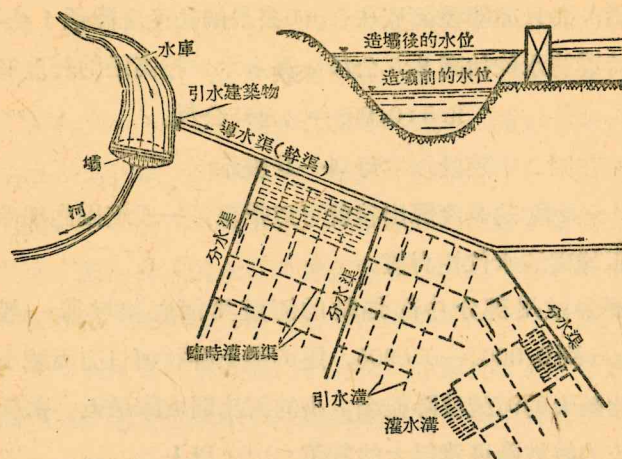 水庫
造壩後的水位
造壩前的水位
引水建築物
導水渠(幹渠)
壩
河
分水渠
分水渠
分水渠
臨時灌溉渠
引水溝
灌水溝